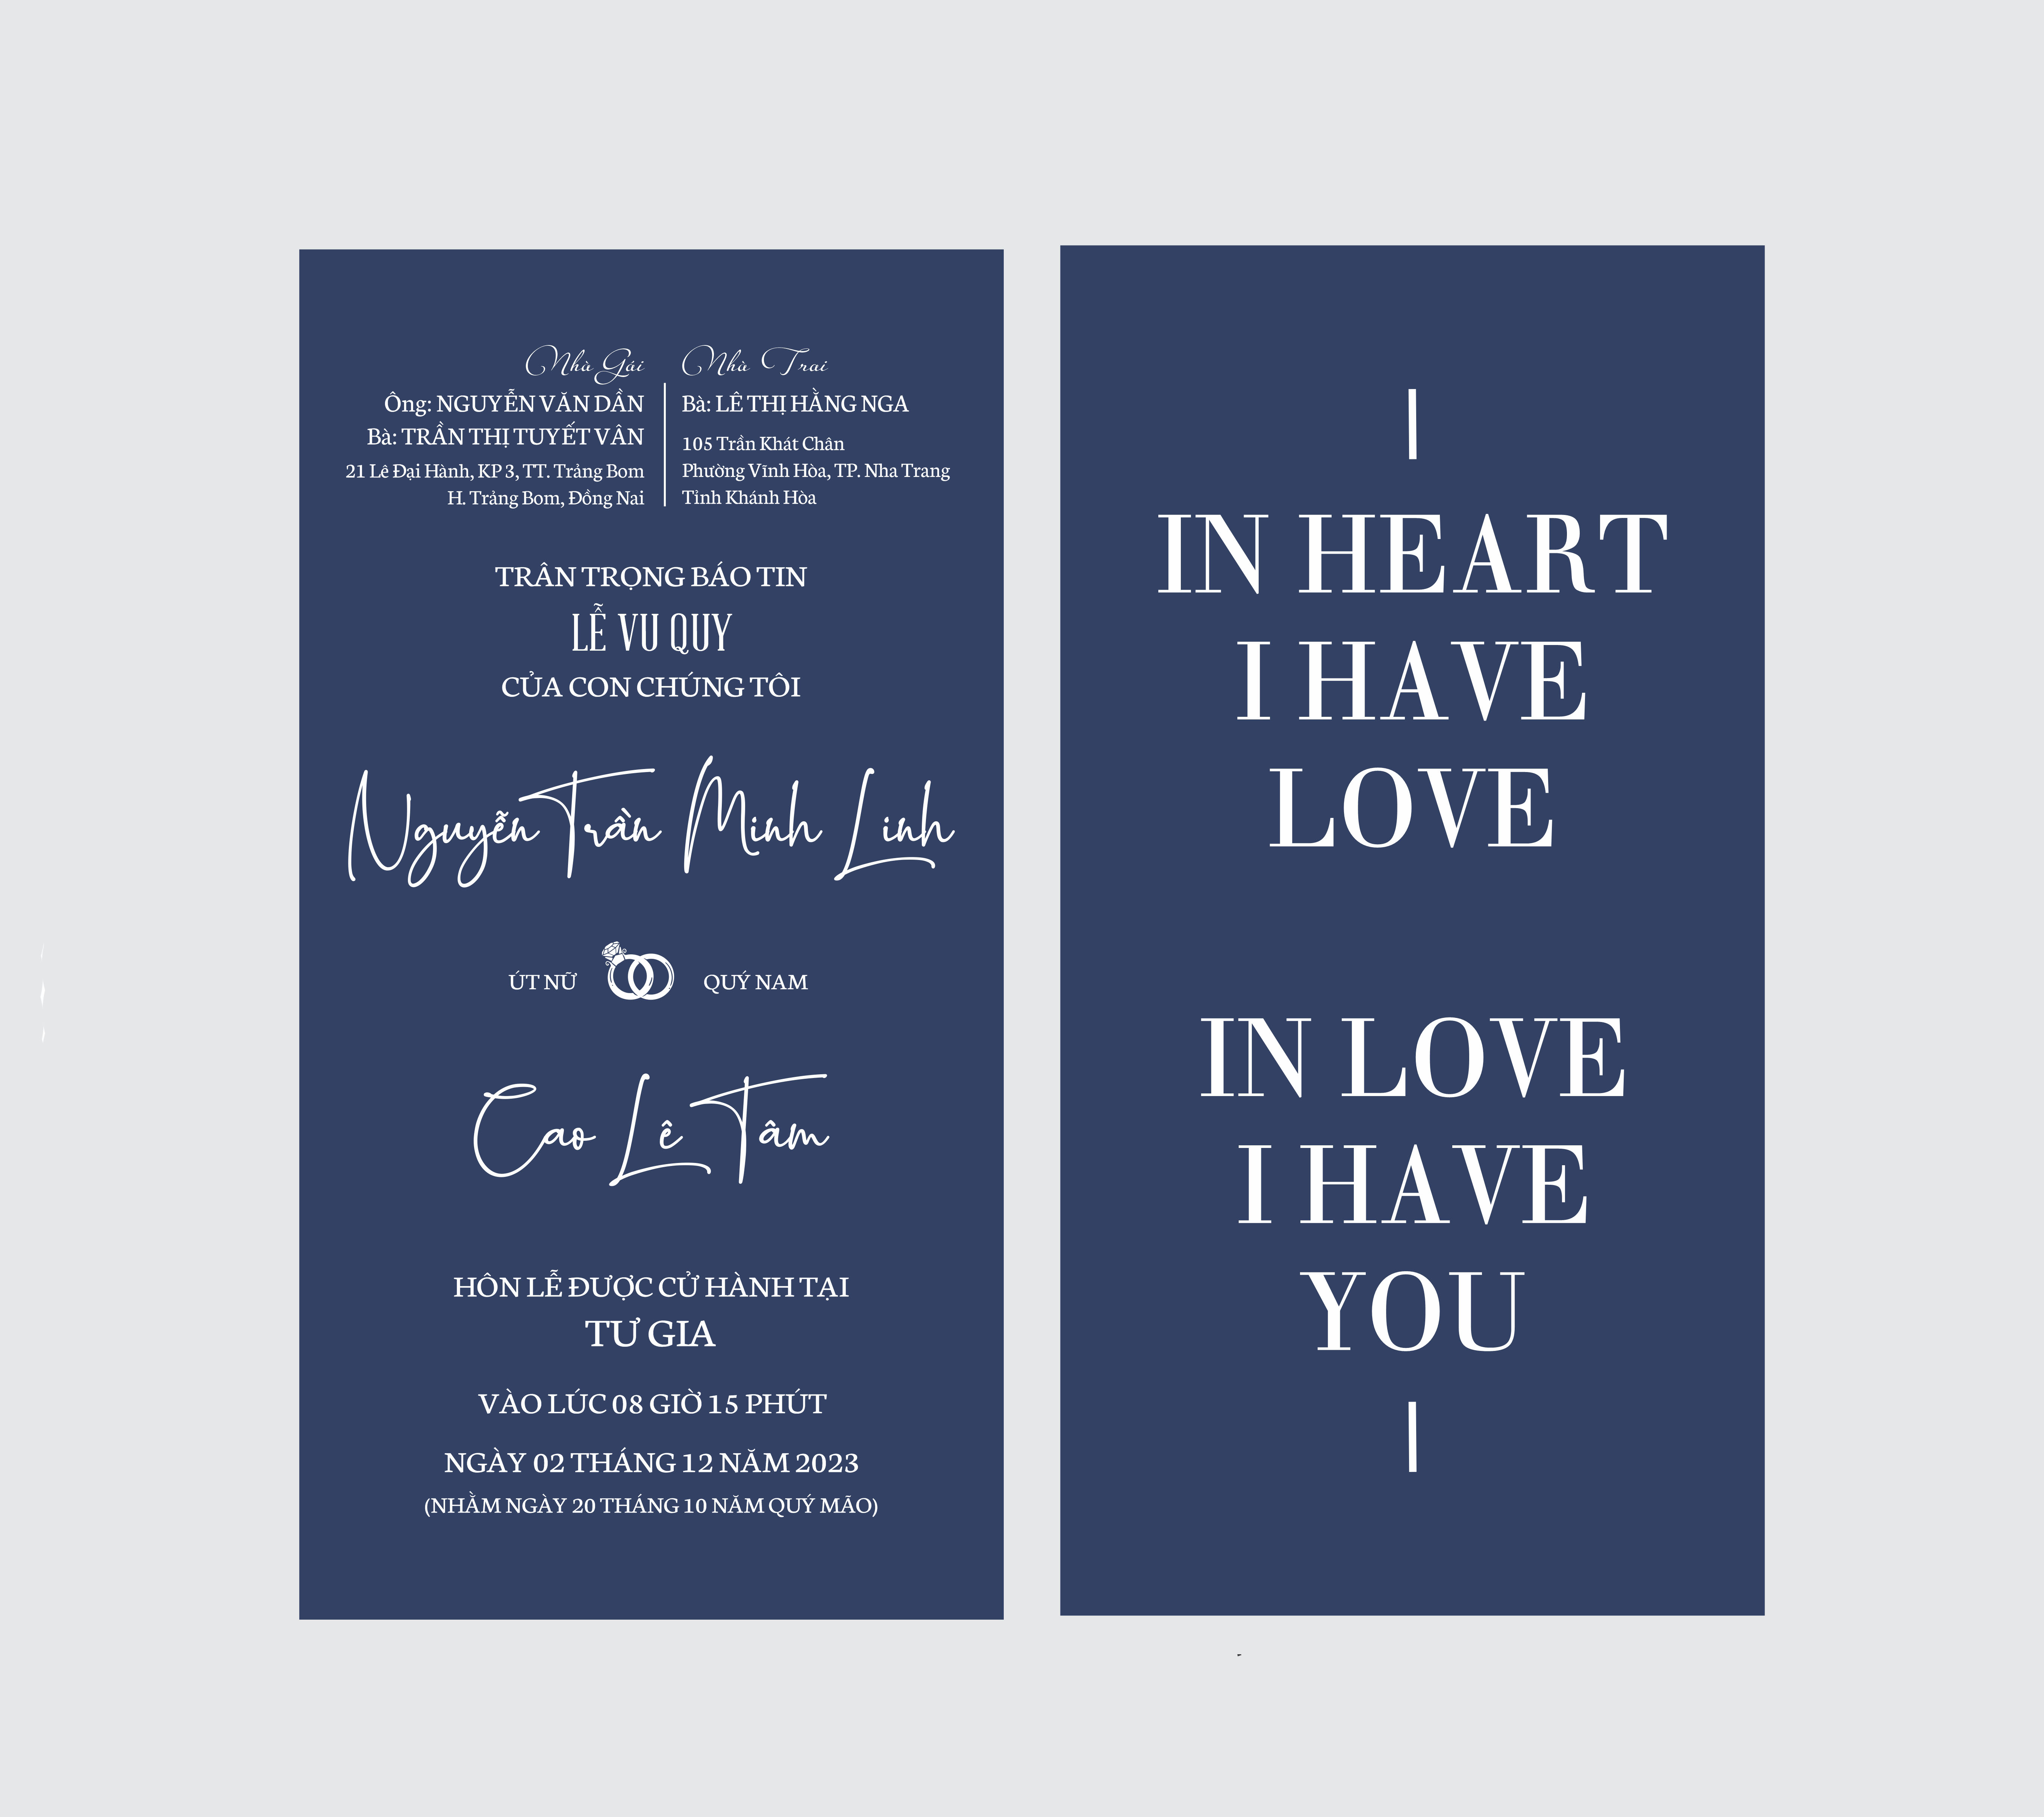 Nhà Gái
Ông: NGUYỄN VĂN DẦN
Bà: TRẦN THỊ TUYẾT VÂN
21 Lê Đại Hành, KP 3, TT. Trảng Bom
H. Trảng Bom, Đồng Nai
Nhà Trai
Bà: LÊ THỊ HẰNG NGA
105 Trần Khát Chân
Phường Vĩnh Hòa, TP. Nha Trang
Tỉnh Khánh Hòa
TRÂN TRỌNG BÁO TIN
LỄ VU QUY
CỦA CON CHÚNG TÔI
Nguyễn Trần Minh Linh
ÚT NỮ QUÝ NAM
Cao Lê Tâm
HÔN LỄ ĐƯỢC CỬ HÀNH TẠI
TƯ GIA
VÀO LÚC 08 GIỜ 15 PHÚT
NGÀY 02 THÁNG 12 NĂM 2023
(NHẰM NGÀY 20 THÁNG 10 NĂM QUÝ MÃO)
IN HEART
I HAVE
LOVE
IN LOVE
I HAVE
YOU